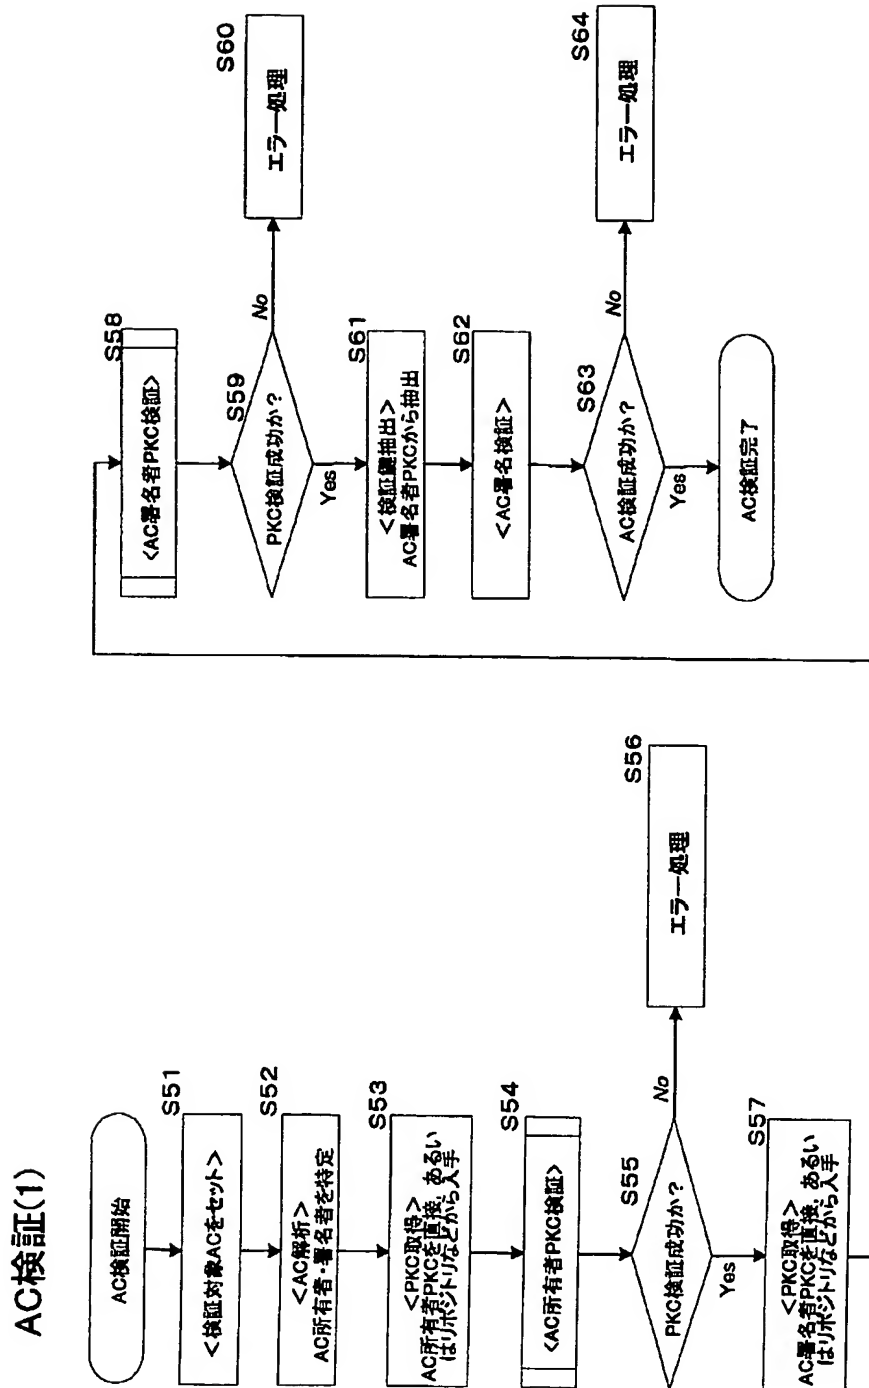 AC検証(1)
AC検証開始
S51
<検証対象ACをセット>
S52
<AC解析>
AC所有者・署名者を特定
S53
<PKC取得>
AC所有者PKCを直接、あるい
はリポジトリなどから入手
S54
<AC所有者PKC検証>
S55
PKC検証成功か?
No
S56
エラー処理
Yes
S57
<PKC取得>
AC署名者PKCを直接、あるい
はリポジトリなどから入手
S58
<AC署名者PKC検証>
S59
PKC検証成功か?
No
S60
エラー処理
Yes
S61
<検証鍵抽出>
AC署名者PKCから抽出
S62
<AC署名検証>
S63
AC検証成功か?
No
S64
エラー処理
Yes
AC検証完了